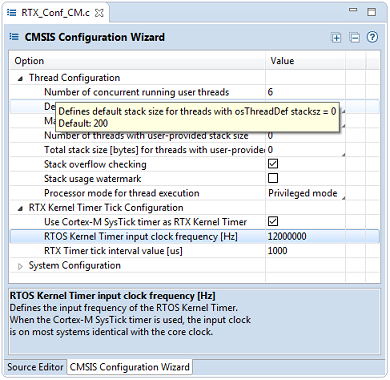 RTX_Conf_CM.c
CMSIS Configuration Wizard
Option Value
Thread Configuration
Number of concurrent running user threads 6
Defines default stack size for threads with osThreadDef stacksz = 0
Default: 200
Number of threads with user-provided stack size 0
Total stack size [bytes] for threads with user-provide 0
Stack overflow checking
Stack usage watermark
Processor mode for thread execution Privileged mode
RTX Kernel Timer Tick Configuration
Use Cortex-M SysTick timer as RTX Kernel Timer
RTOS Kernel Timer input clock frequency [Hz] 12000000
RTX Timer tick interval value [us] 1000
System Configuration
RTOS Kernel Timer input clock frequency [Hz]
Defines the input frequency of the RTOS Kernel Timer.
When the Cortex-M SysTick timer is used, the input clock
is on most systems identical with the core clock.
Source Editor CMSIS Configuration Wizard